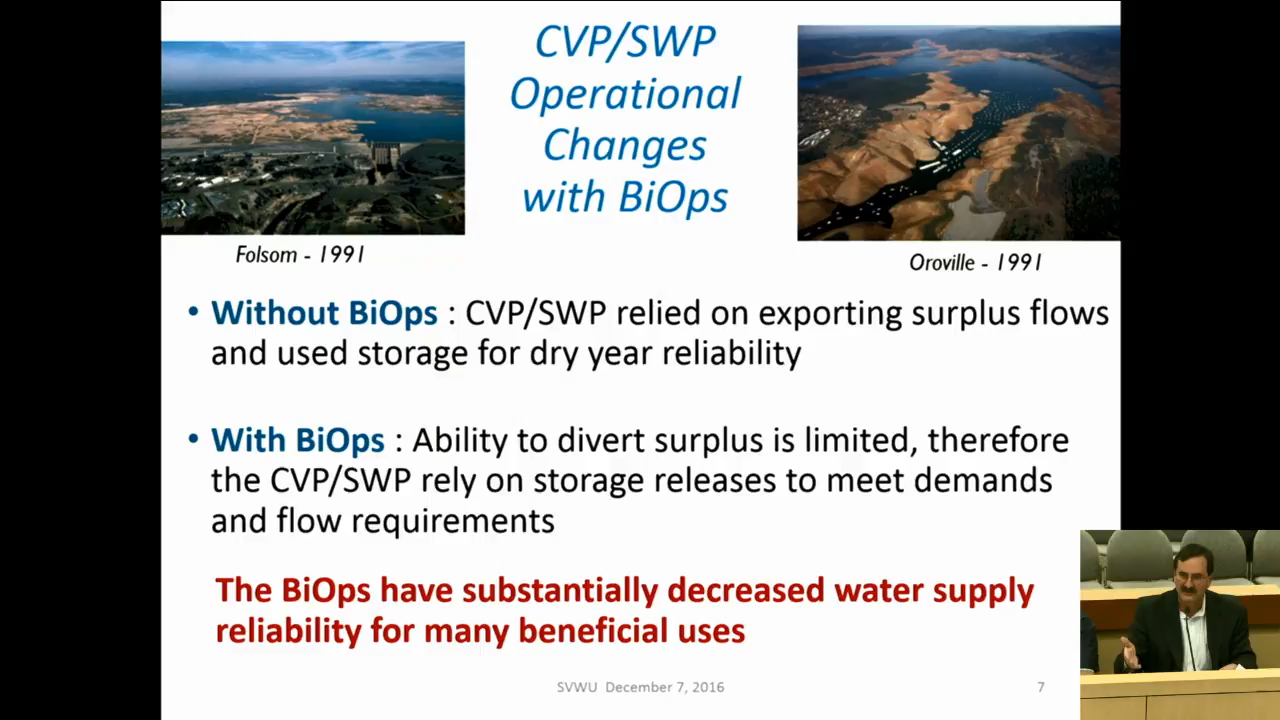 CVP/SWP
Operational
Changes
with BiOps
Folsom - 1991
Oroville - 1991
• Without BiOps : CVP/SWP relied on exporting surplus flows
and used storage for dry year reliability
• With BiOps : Ability to divert surplus is limited, therefore
the CVP/SWP rely on storage releases to meet demands
and flow requirements
The BiOps have substantially decreased water supply
reliability for many beneficial uses
SVWU December 7, 2016
7